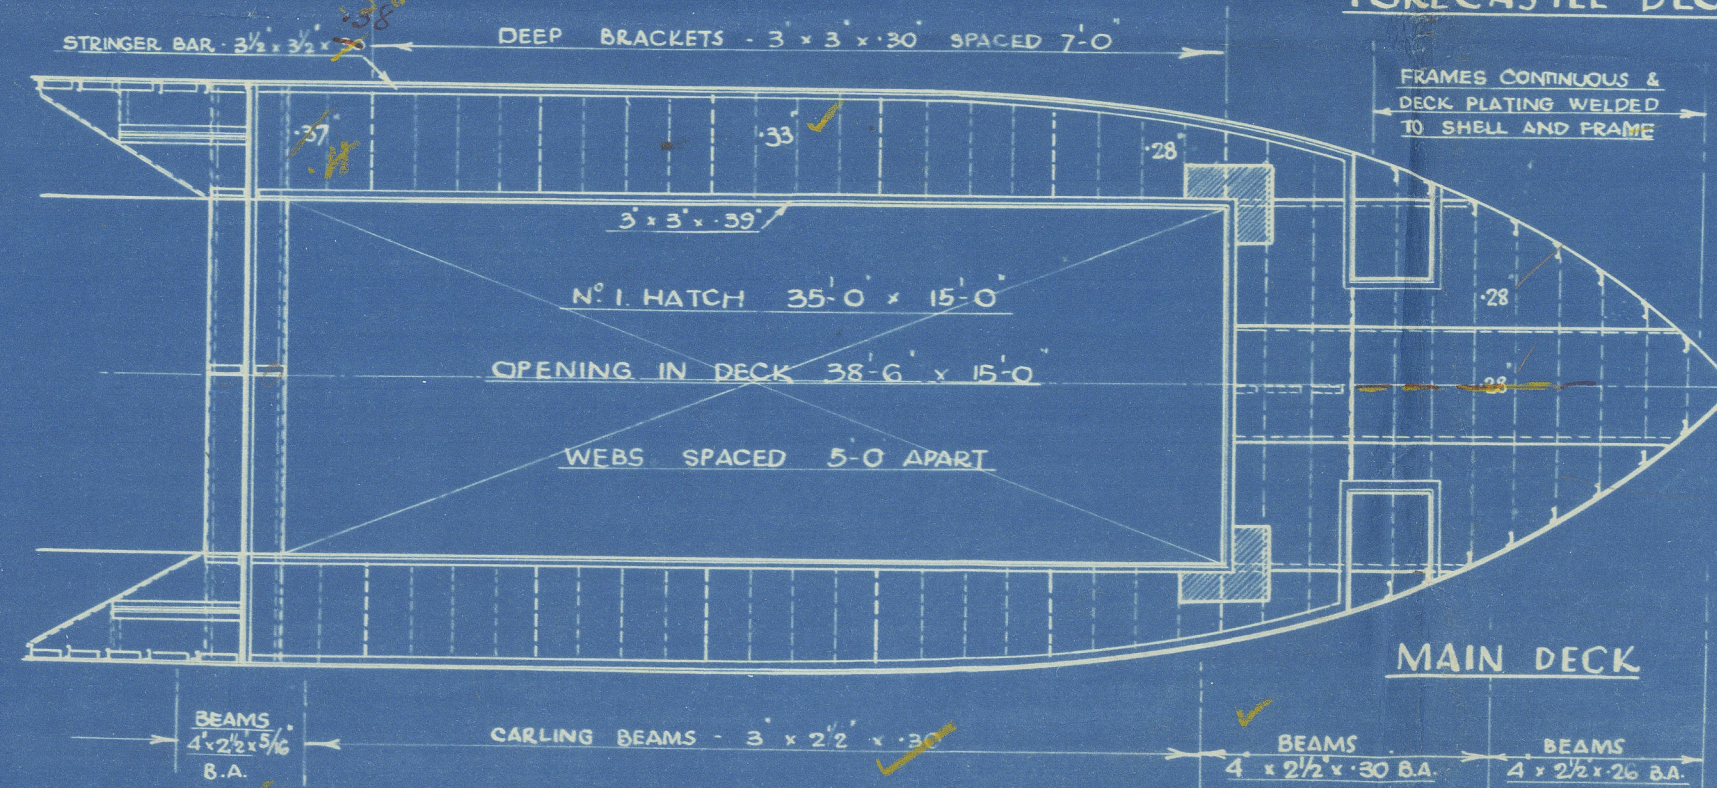 FORECASTLE
·38"
STRINGER BAR · 3½" x 3½" x
DEEP BRACKETS - 3" x 3" x ·30" SPACED 7'-0"
FRAMES CONTINUOUS &
DECK PLATING WELDED
TO SHELL AND FRAME
·37"
·33"
·28"
3" x 3" x ·39"
Nº 1. HATCH 35'-0" x 15'-0"
·28"
OPENING IN DECK 38'-6" x 15'-0"
·28"
WEBS SPACED 5'-0" APART
MAIN DECK
BEAMS
4" x 2½" x 5/16"
B.A.
CARLING BEAMS - 3" x 2½" x ·30"
BEAMS
4" x 2½" x ·30 B.A.
BEAMS
4" x 2½" x ·26 B.A.